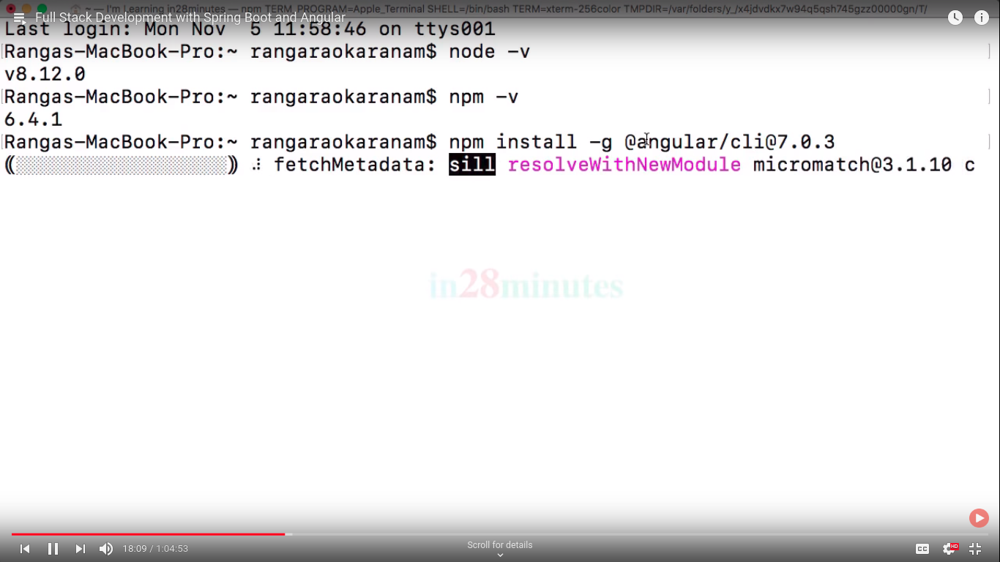 ~ — I'm Learning in28minutes — npm TERM_PROGRAM=Apple_Terminal SHELL=/bin/bash TERM=xterm-256color TMPDIR=/var/folders/y_/x4jdvdkx7w94q5qsh745gzz00000gn/T/
Full Stack Development with Spring Boot and Angular
Last login: Mon Nov  5 11:58:46 on ttys001
Rangas-MacBook-Pro:~ rangaraokaranam$ node -v
v8.12.0
Rangas-MacBook-Pro:~ rangaraokaranam$ npm -v
6.4.1
Rangas-MacBook-Pro:~ rangaraokaranam$ npm install -g @angular/cli@7.0.3
(░░░░░░░░░░░░░░░░░░) ⠼ fetchMetadata: sill resolveWithNewModule micromatch@3.1.10 c
in28minutes
18:09 / 1:04:53
Scroll for details
CC
HD